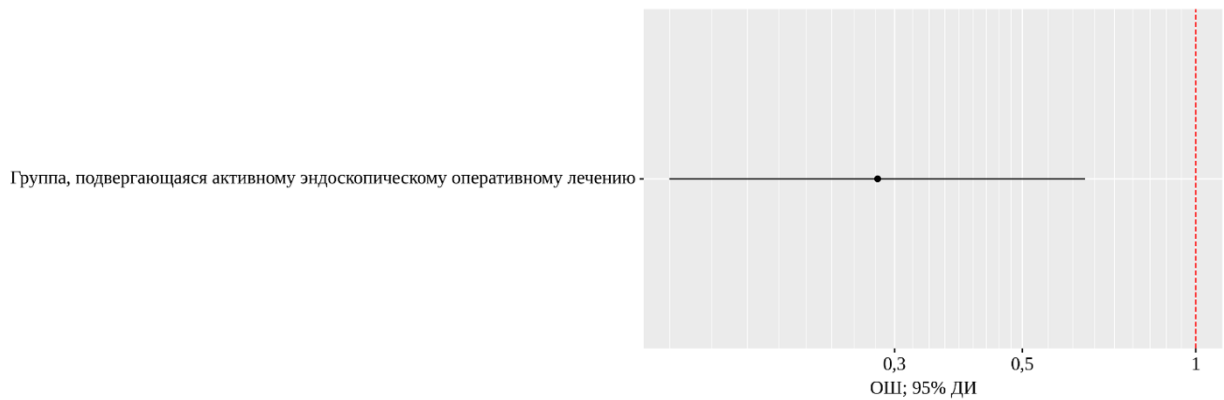 Группа, подвергающаяся активному эндоскопическому оперативному лечению
0,3 0,5 1
ОШ; 95% ДИ